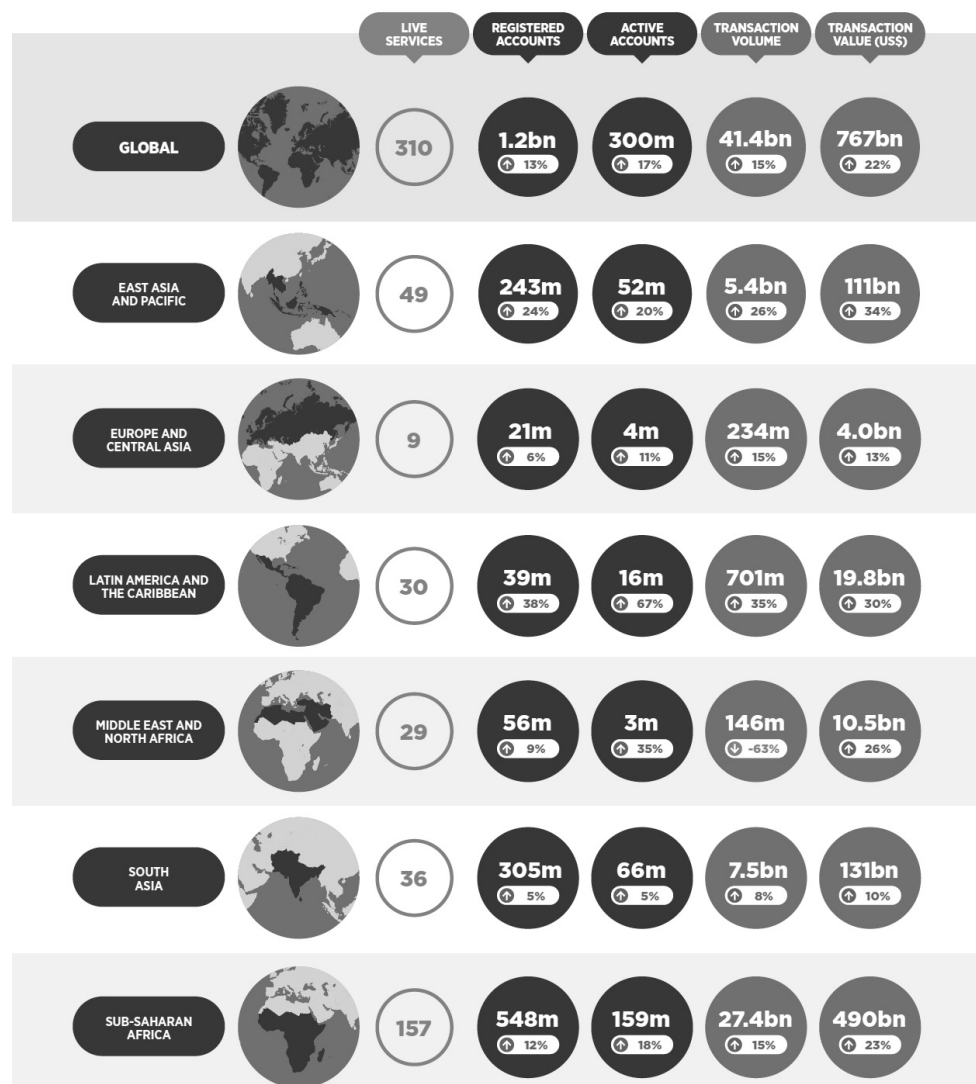 LIVE
SERVICES
REGISTERED
ACCOUNTS
ACTIVE
ACCOUNTS
TRANSACTION
VOLUME
TRANSACTION
VALUE (US$)
GLOBAL
310
1.2bn
13%
300m
17%
41.4bn
15%
767bn
22%
EAST ASIA
AND PACIFIC
49
243m
24%
52m
20%
5.4bn
26%
111bn
34%
EUROPE AND
CENTRAL ASIA
9
21m
6%
4m
11%
234m
15%
4.0bn
13%
LATIN AMERICA AND
THE CARIBBEAN
30
39m
38%
16m
67%
701m
35%
19.8bn
30%
MIDDLE EAST AND
NORTH AFRICA
29
56m
9%
3m
35%
146m
-63%
10.5bn
26%
SOUTH
ASIA
36
305m
5%
66m
5%
7.5bn
8%
131bn
10%
SUB-SAHARAN
AFRICA
157
548m
12%
159m
18%
27.4bn
15%
490bn
23%